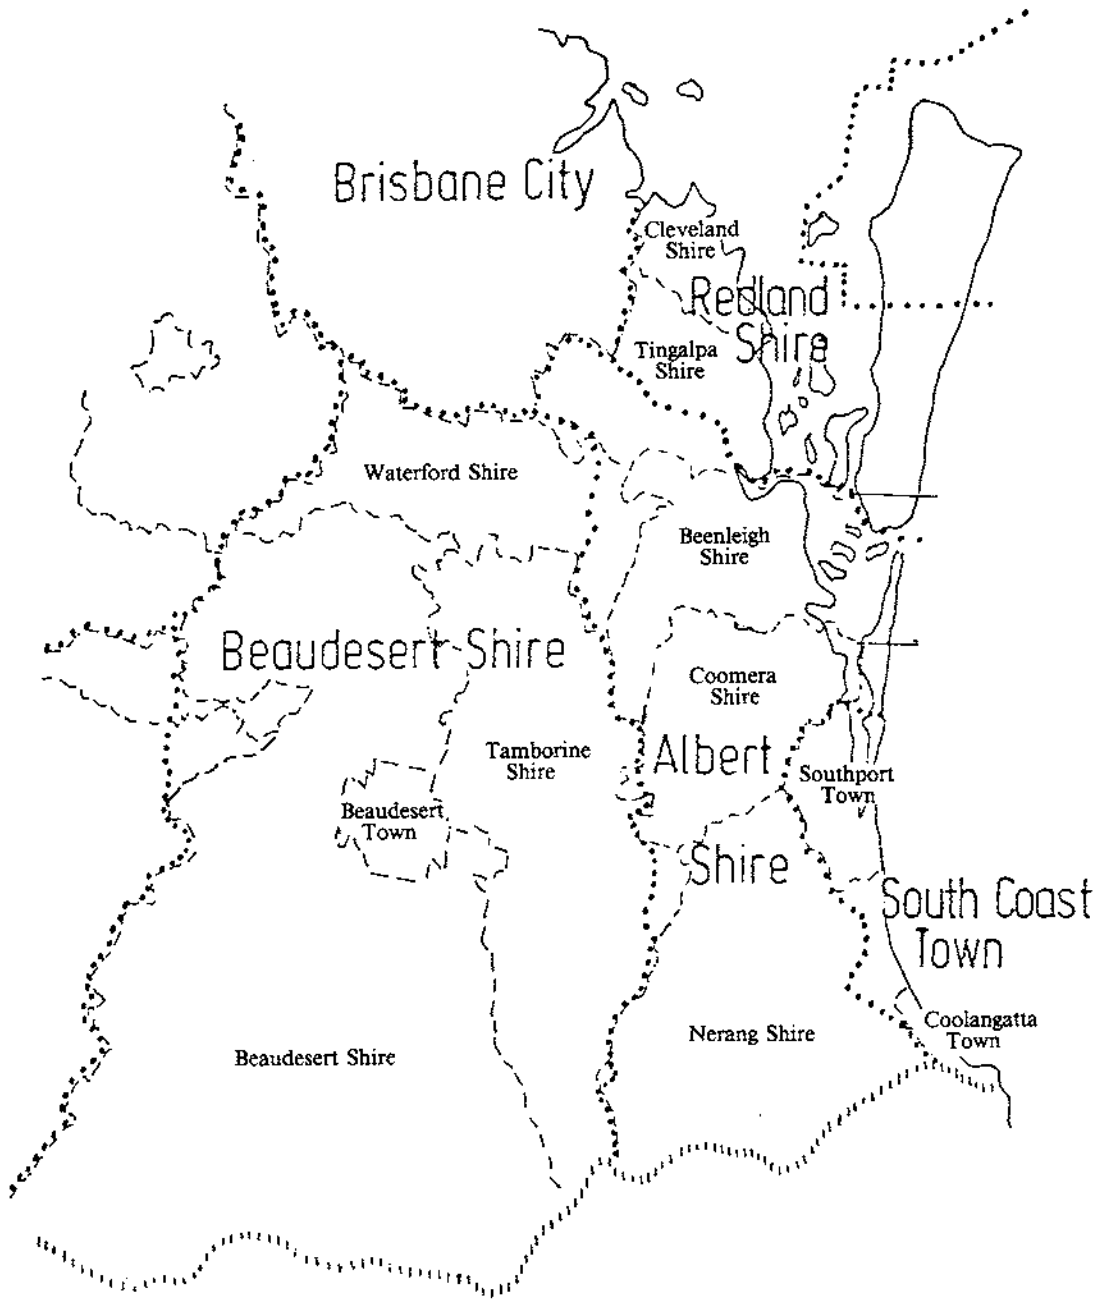 Brisbane City
Cleveland
Shire
Redland
Shire
Tingalpa
Shire
Waterford Shire
Beenleigh
Shire
Beaudesert Shire
Coomera
Shire
Tamborine
Shire
Albert
Shire
Southport
Town
Beaudesert
Town
South Coast
Town
Nerang Shire
Coolangatta
Town
Beaudesert Shire